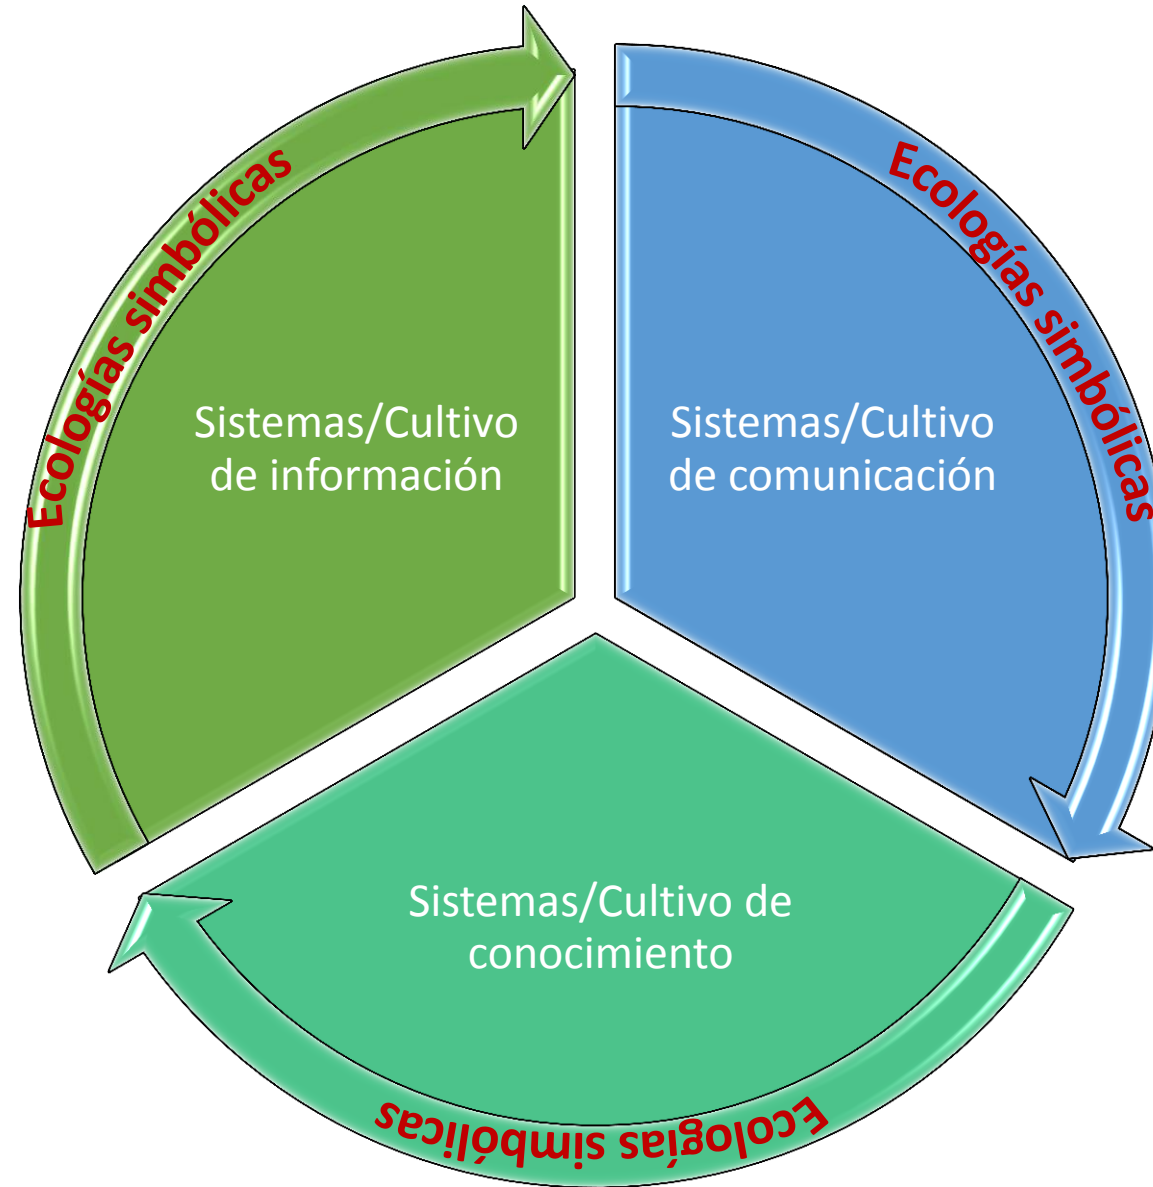 Ecologías simbólicas
Ecologías simbólicas
Sistemas/Cultivo
de información
Sistemas/Cultivo
de comunicación
Sistemas/Cultivo de
conocimiento
Ecologías simbólicas